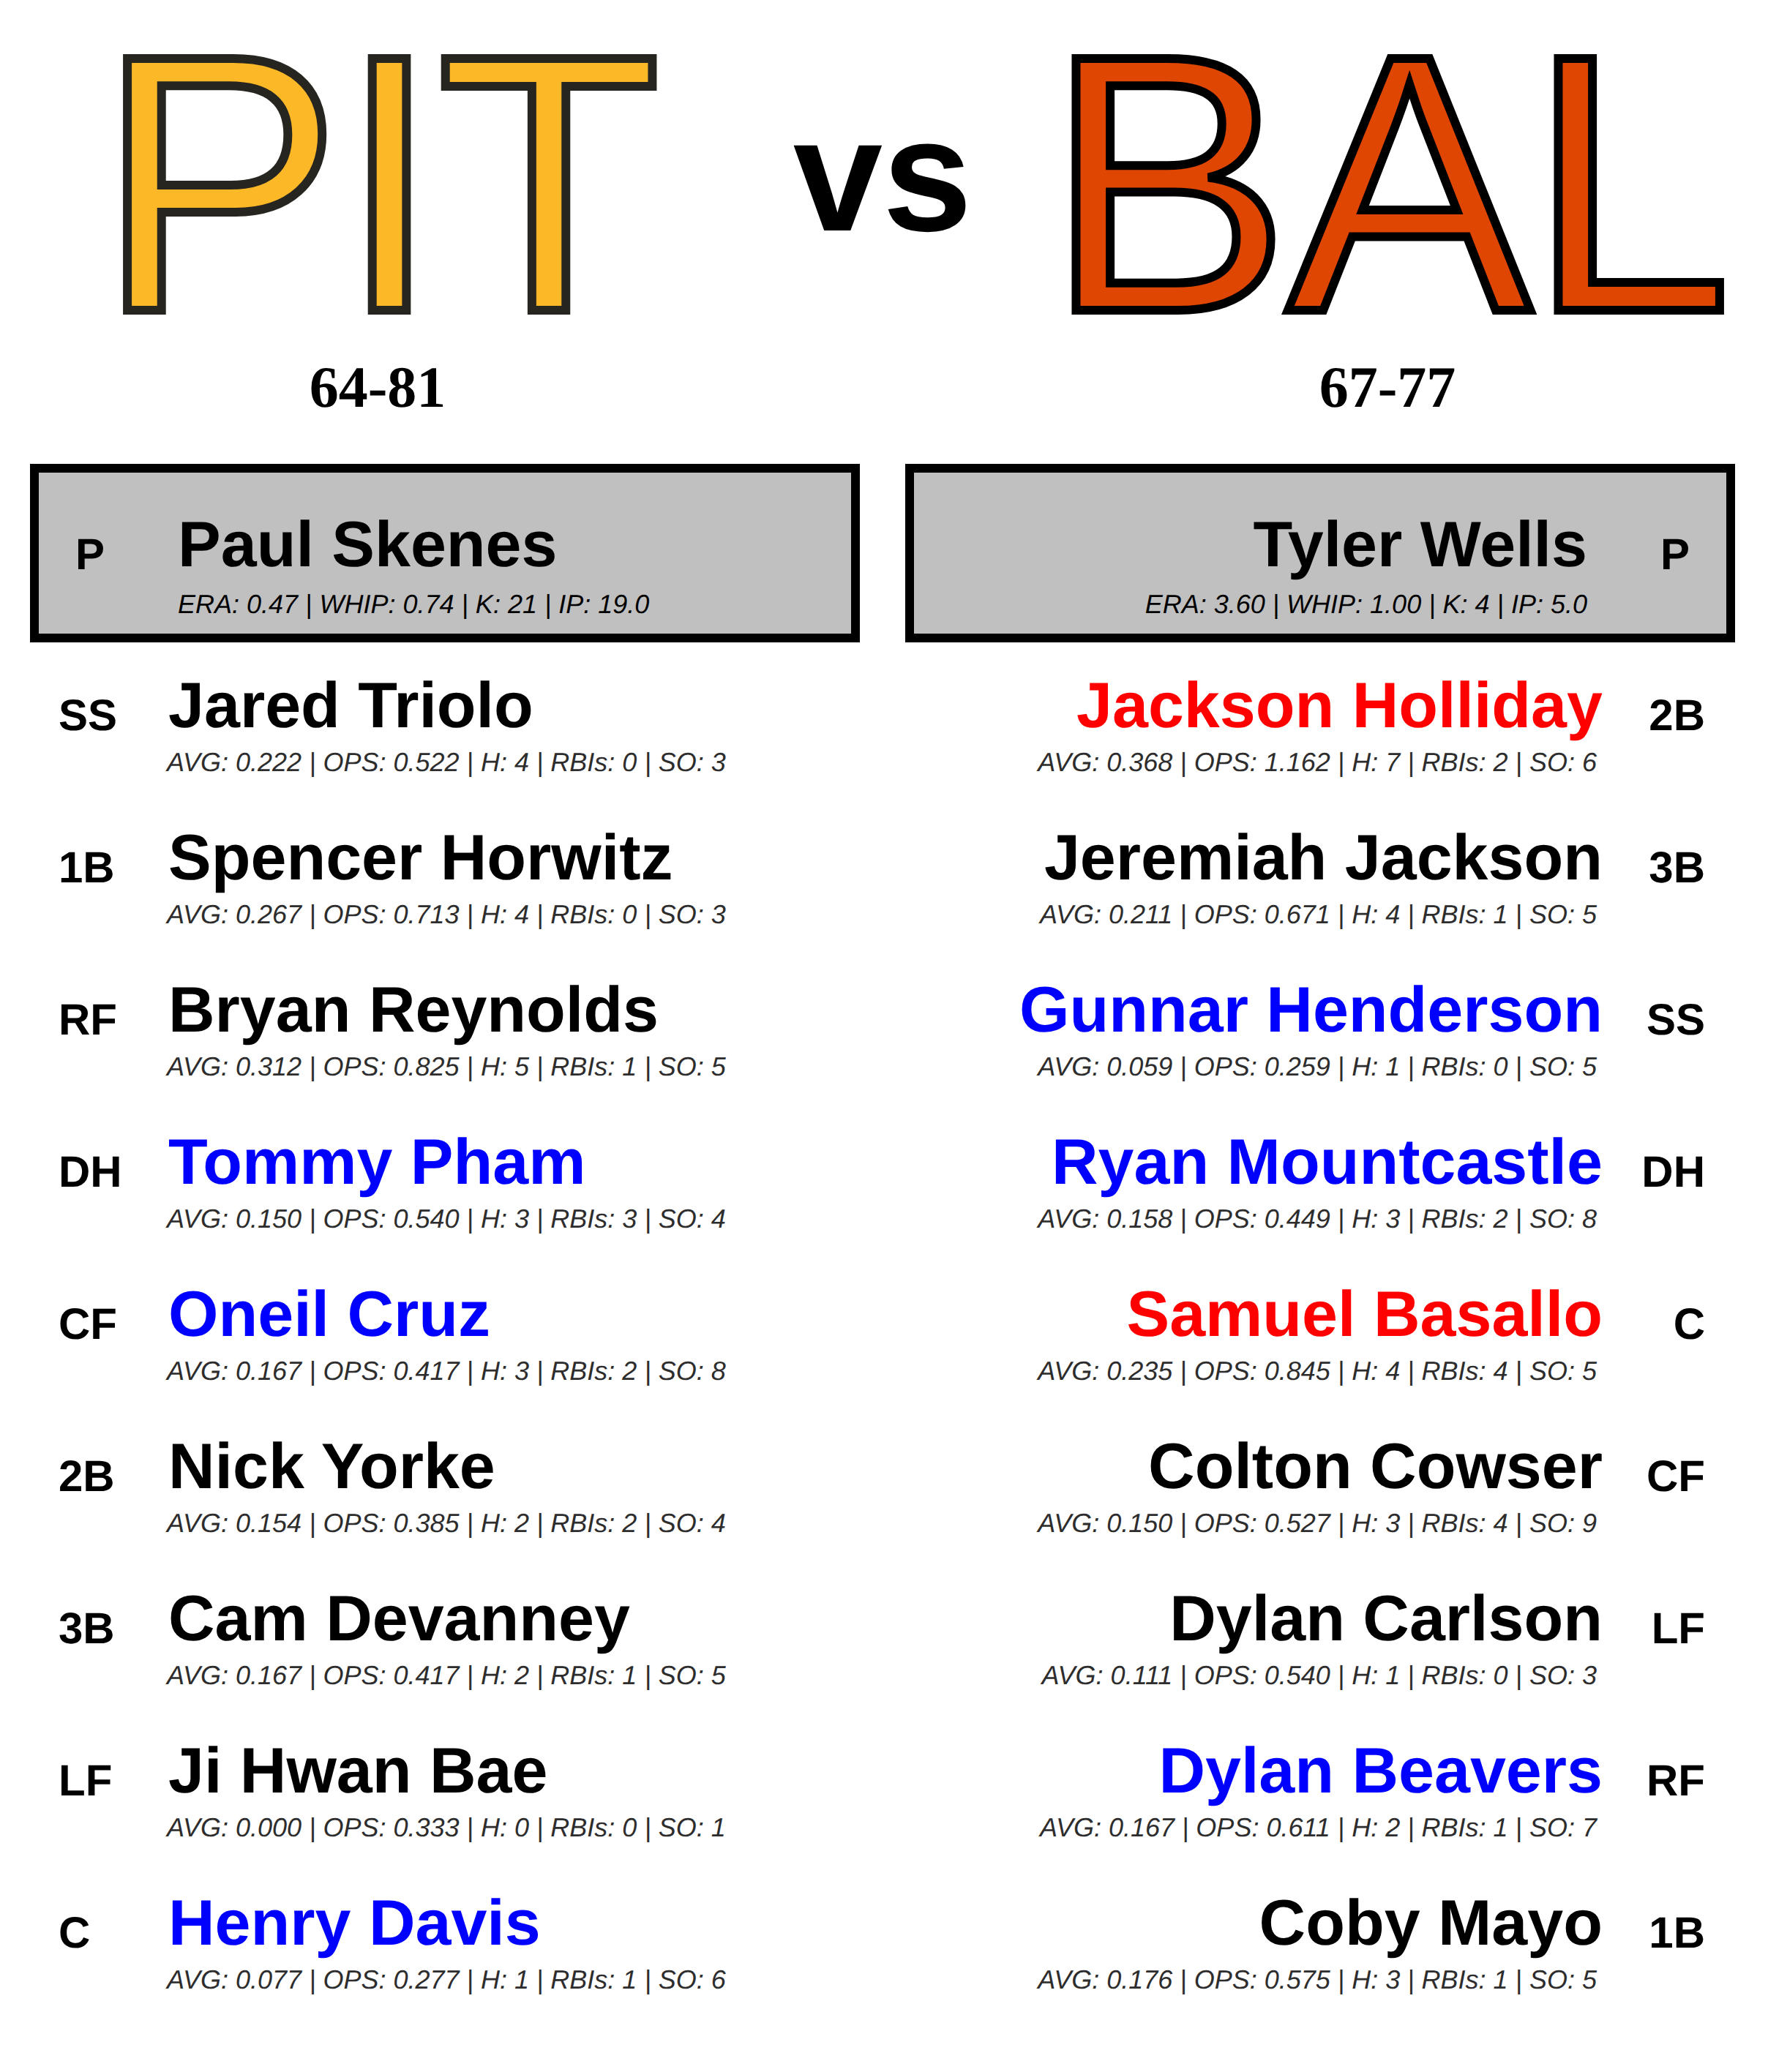 PIT vs BAL
64-81 67-77
P Paul Skenes
ERA: 0.47 | WHIP: 0.74 | K: 21 | IP: 19.0
Tyler Wells P
ERA: 3.60 | WHIP: 1.00 | K: 4 | IP: 5.0
SS Jared Triolo
AVG: 0.222 | OPS: 0.522 | H: 4 | RBIs: 0 | SO: 3
Jackson Holliday 2B
AVG: 0.368 | OPS: 1.162 | H: 7 | RBIs: 2 | SO: 6
1B Spencer Horwitz
AVG: 0.267 | OPS: 0.713 | H: 4 | RBIs: 0 | SO: 3
Jeremiah Jackson 3B
AVG: 0.211 | OPS: 0.671 | H: 4 | RBIs: 1 | SO: 5
RF Bryan Reynolds
AVG: 0.312 | OPS: 0.825 | H: 5 | RBIs: 1 | SO: 5
Gunnar Henderson SS
AVG: 0.059 | OPS: 0.259 | H: 1 | RBIs: 0 | SO: 5
DH Tommy Pham
AVG: 0.150 | OPS: 0.540 | H: 3 | RBIs: 3 | SO: 4
Ryan Mountcastle DH
AVG: 0.158 | OPS: 0.449 | H: 3 | RBIs: 2 | SO: 8
CF Oneil Cruz
AVG: 0.167 | OPS: 0.417 | H: 3 | RBIs: 2 | SO: 8
Samuel Basallo C
AVG: 0.235 | OPS: 0.845 | H: 4 | RBIs: 4 | SO: 5
2B Nick Yorke
AVG: 0.154 | OPS: 0.385 | H: 2 | RBIs: 2 | SO: 4
Colton Cowser CF
AVG: 0.150 | OPS: 0.527 | H: 3 | RBIs: 4 | SO: 9
3B Cam Devanney
AVG: 0.167 | OPS: 0.417 | H: 2 | RBIs: 1 | SO: 5
Dylan Carlson LF
AVG: 0.111 | OPS: 0.540 | H: 1 | RBIs: 0 | SO: 3
LF Ji Hwan Bae
AVG: 0.000 | OPS: 0.333 | H: 0 | RBIs: 0 | SO: 1
Dylan Beavers RF
AVG: 0.167 | OPS: 0.611 | H: 2 | RBIs: 1 | SO: 7
C Henry Davis
AVG: 0.077 | OPS: 0.277 | H: 1 | RBIs: 1 | SO: 6
Coby Mayo 1B
AVG: 0.176 | OPS: 0.575 | H: 3 | RBIs: 1 | SO: 5